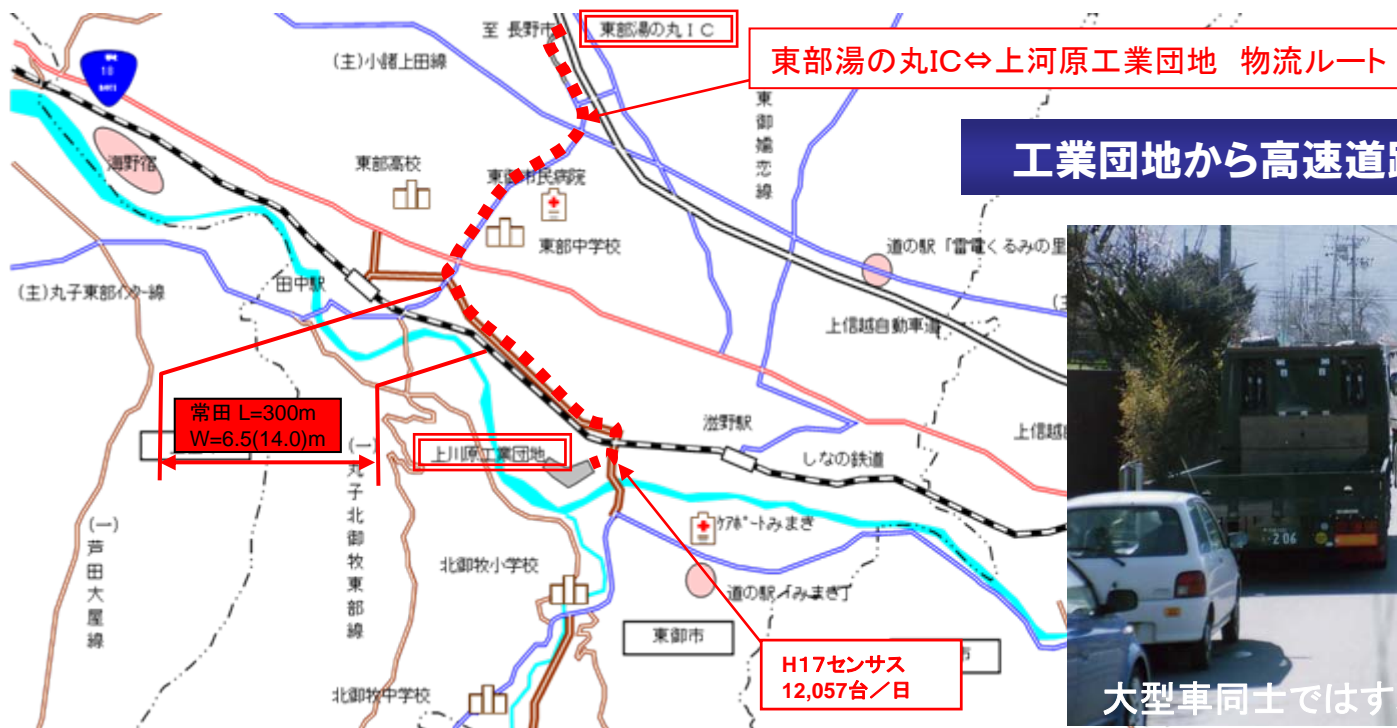 至 長野市
東部湯の丸IC
(主)小諸上田線
東部湯の丸IC⇔上河原工業団地 物流ルート
18
海野宿
東部高校
東御市民病院
東部中学校
東御嬬恋線
工業団地から高速道路
道の駅「雷電くるみの里
(主)丸子東部インター線
田中駅
上信越自動車道
常田 L=300m
W=6.5(14.0)m
上川原工業団地
滋野駅
しなの鉄道
上信越
(一)丸子北御牧東部線
(一)芦田大屋線
ケアポートみまき
北御牧小学校
道の駅「みまき」
東御市
市
H17センサス
12,057台/日
北御牧中学校
206
大型車同士ではす